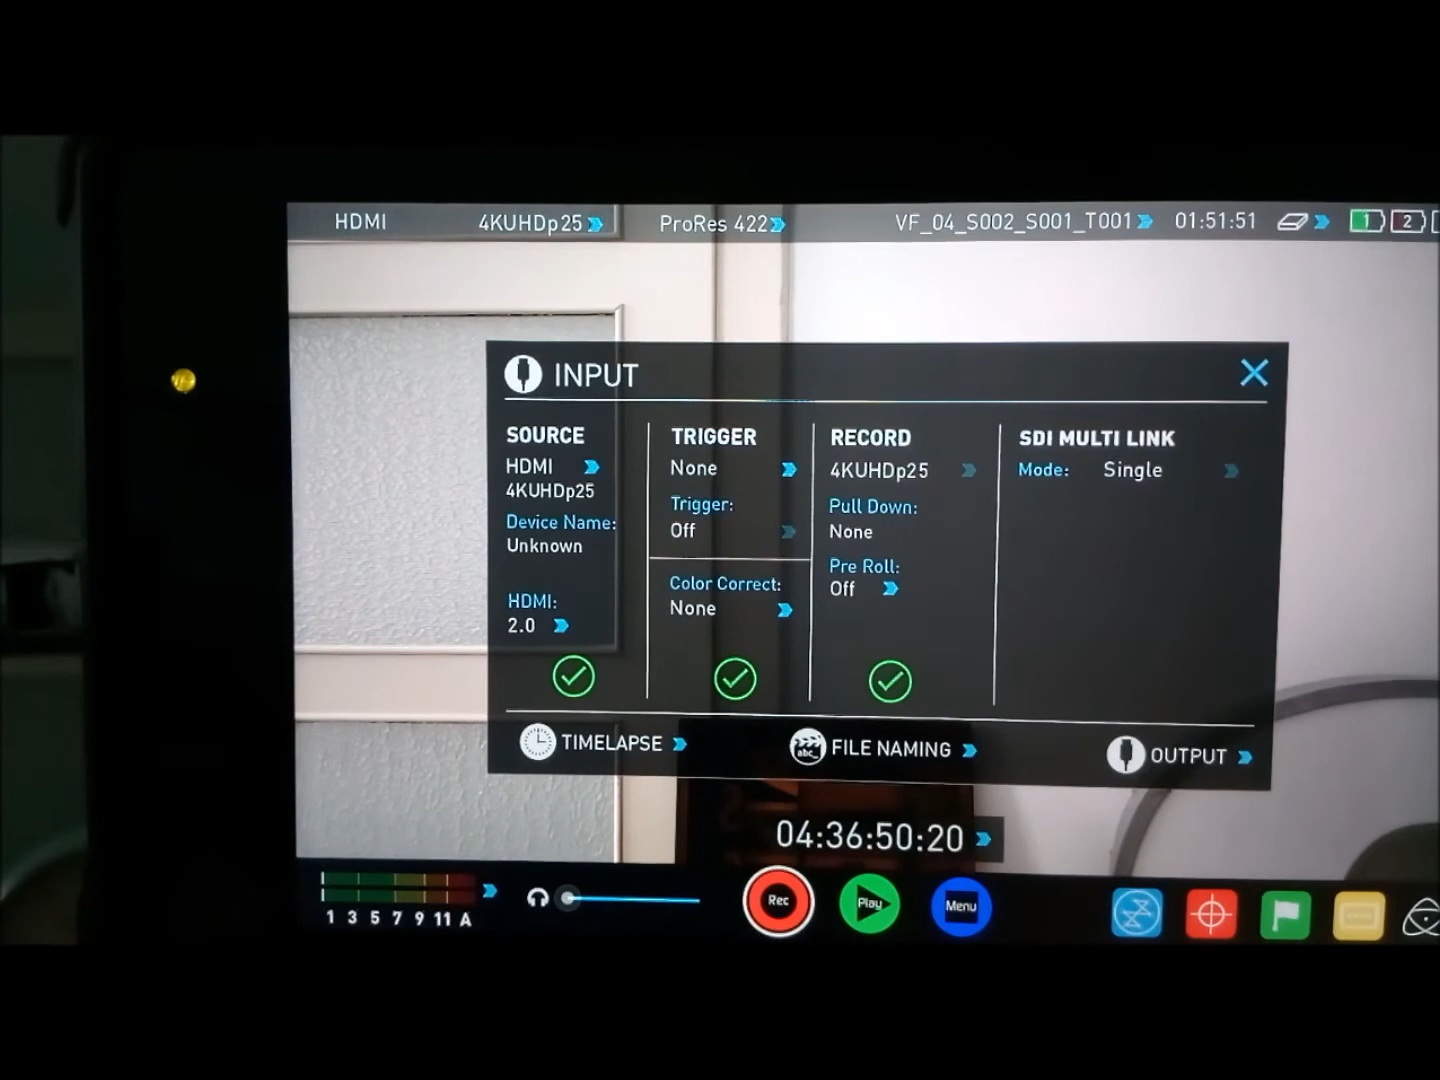 HDMI 4KUHDp25 ProRes 422 VF_04_S002_S001_T001 01:51:51 1 2
INPUT
SOURCE
HDMI
4KUHDp25
Device Name:
Unknown
HDMI:
2.0
TRIGGER
None
Trigger:
Off
Color Correct:
None
RECORD
4KUHDp25
Pull Down:
None
Pre Roll:
Off
SDI MULTI LINK
Mode: Single
TIMELAPSE abc_ FILE NAMING OUTPUT
04:36:50:20
Rec Play Menu
1 3 5 7 9 11 A